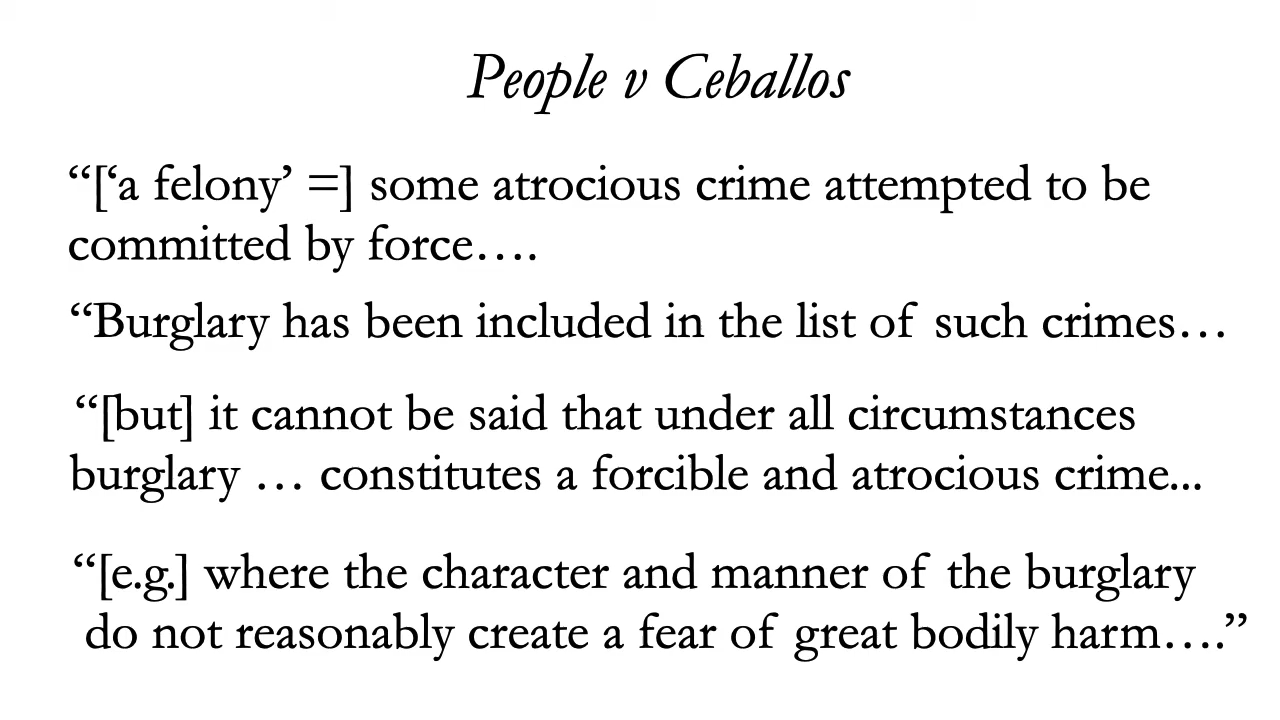 People v Ceballos
“[‘a felony’ =] some atrocious crime attempted to be
committed by force….
“Burglary has been included in the list of such crimes…
“[but] it cannot be said that under all circumstances
burglary … constitutes a forcible and atrocious crime...
“[e.g.] where the character and manner of the burglary
do not reasonably create a fear of great bodily harm….”